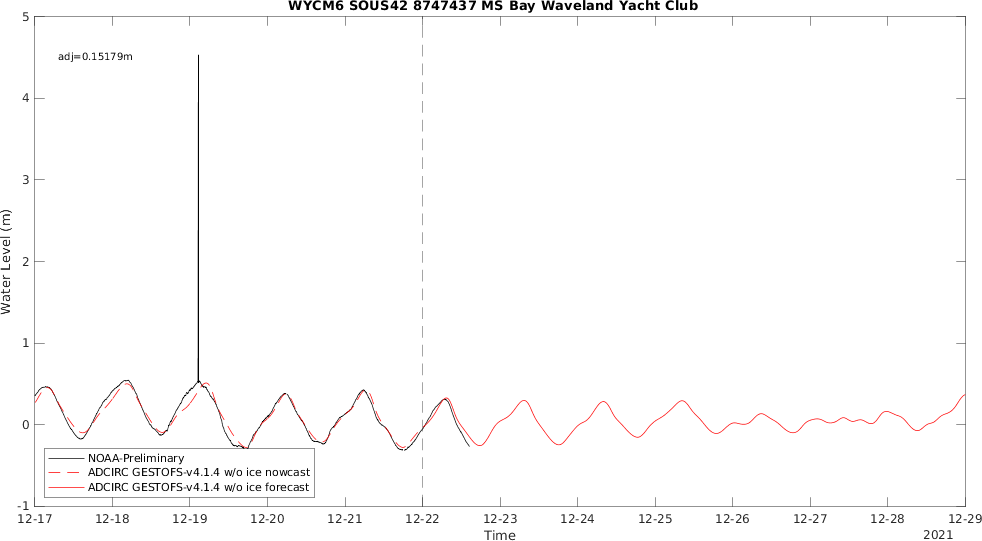 WYCM6 SOUS42 8747437 MS Bay Waveland Yacht Club
5
adj=0.15179m
4
3
2
1
0
-1
Water Level (m)
NOAA-Preliminary
ADCIRC GESTOFS-v4.1.4 w/o ice nowcast
ADCIRC GESTOFS-v4.1.4 w/o ice forecast
12-17 12-18 12-19 12-20 12-21 12-22 12-23 12-24 12-25 12-26 12-27 12-28 12-29
Time
2021